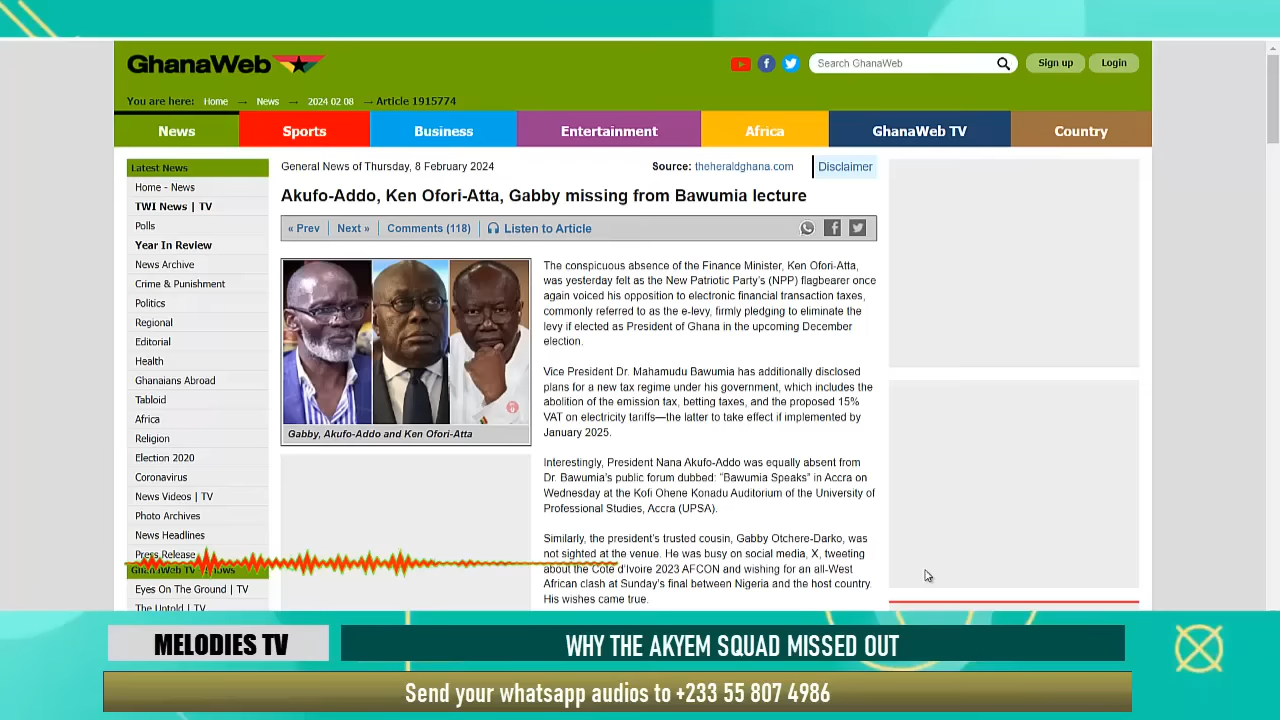 GhanaWeb
Search GhanaWeb
Sign up
Login
You are here: Home → News → 2024 02 08 → Article 1915774
News
Sports
Business
Entertainment
Africa
GhanaWeb TV
Country
Latest News
Home - News
TWI News | TV
Polls
Year In Review
News Archive
Crime & Punishment
Politics
Regional
Editorial
Health
Ghanaians Abroad
Tabloid
Africa
Religion
Election 2020
Coronavirus
News Videos | TV
Photo Archives
News Headlines
Press Release
GhanaWeb TV Shows
Eyes On The Ground | TV
The Untold | TV
General News of Thursday, 8 February 2024
Source: theheraldghana.com
Disclaimer
Akufo-Addo, Ken Ofori-Atta, Gabby missing from Bawumia lecture
« Prev
Next »
Comments (118)
Listen to Article
Gabby, Akufo-Addo and Ken Ofori-Atta
The conspicuous absence of the Finance Minister, Ken Ofori-Atta,
was yesterday felt as the New Patriotic Party's (NPP) flagbearer once
again voiced his opposition to electronic financial transaction taxes,
commonly referred to as the e-levy, firmly pledging to eliminate the
levy if elected as President of Ghana in the upcoming December
election.
Vice President Dr. Mahamudu Bawumia has additionally disclosed
plans for a new tax regime under his government, which includes the
abolition of the emission tax, betting taxes, and the proposed 15%
VAT on electricity tariffs—the latter to take effect if implemented by
January 2025.
Interestingly, President Nana Akufo-Addo was equally absent from
Dr. Bawumia's public forum dubbed: “Bawumia Speaks” in Accra on
Wednesday at the Kofi Ohene Konadu Auditorium of the University of
Professional Studies, Accra (UPSA).
Similarly, the president's trusted cousin, Gabby Otchere-Darko, was
not sighted at the venue. He was busy on social media, X, tweeting
about the Cote d'Ivoire 2023 AFCON and wishing for an all-West
African clash at Sunday's final between Nigeria and the host country.
His wishes came true.
MELODIES TV
WHY THE AKYEM SQUAD MISSED OUT
Send your whatsapp audios to +233 55 807 4986